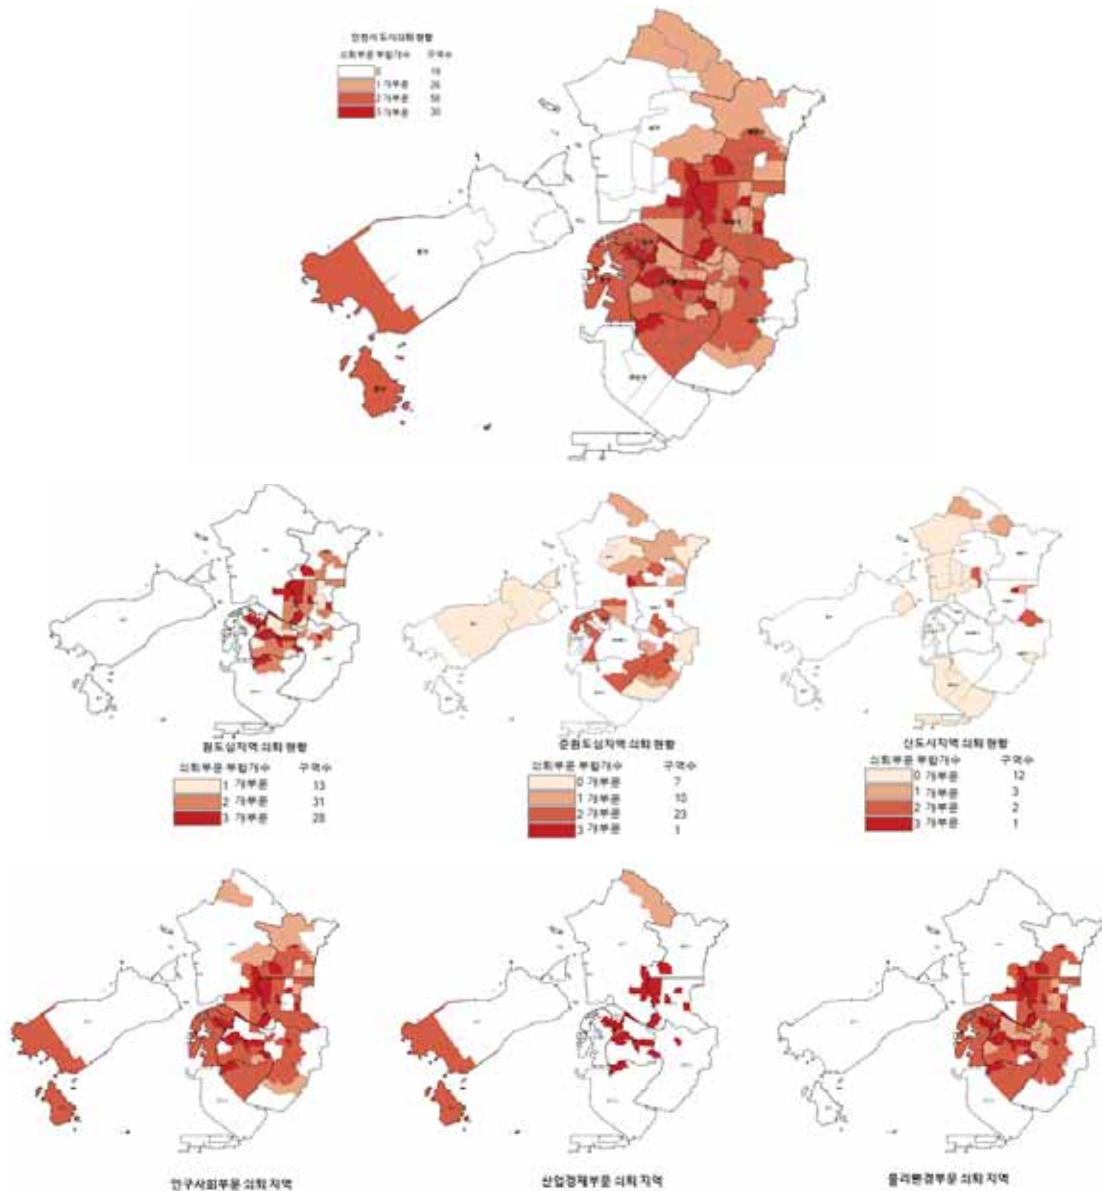 인천시 도시쇠퇴 현황
쇠퇴부문 부합개수 구역수
0 19
1 개부문 26
2 개부문 56
3 개부문 30
원도심지역 쇠퇴 현황
쇠퇴부문 부합개수 구역수
1 개부문 13
2 개부문 31
3 개부문 28
준원도심지역 쇠퇴 현황
쇠퇴부문 부합개수 구역수
0 개부문 7
1 개부문 10
2 개부문 23
3 개부문 1
신도시지역 쇠퇴 현황
쇠퇴부문 부합개수 구역수
0 개부문 12
1 개부문 3
2 개부문 2
3 개부문 1
인구사회부문 쇠퇴 지역
산업경제부문 쇠퇴 지역
물리환경부문 쇠퇴 지역